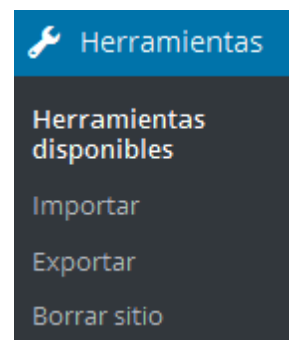 Herramientas
Herramientas
disponibles
Importar
Exportar
Borrar sitio